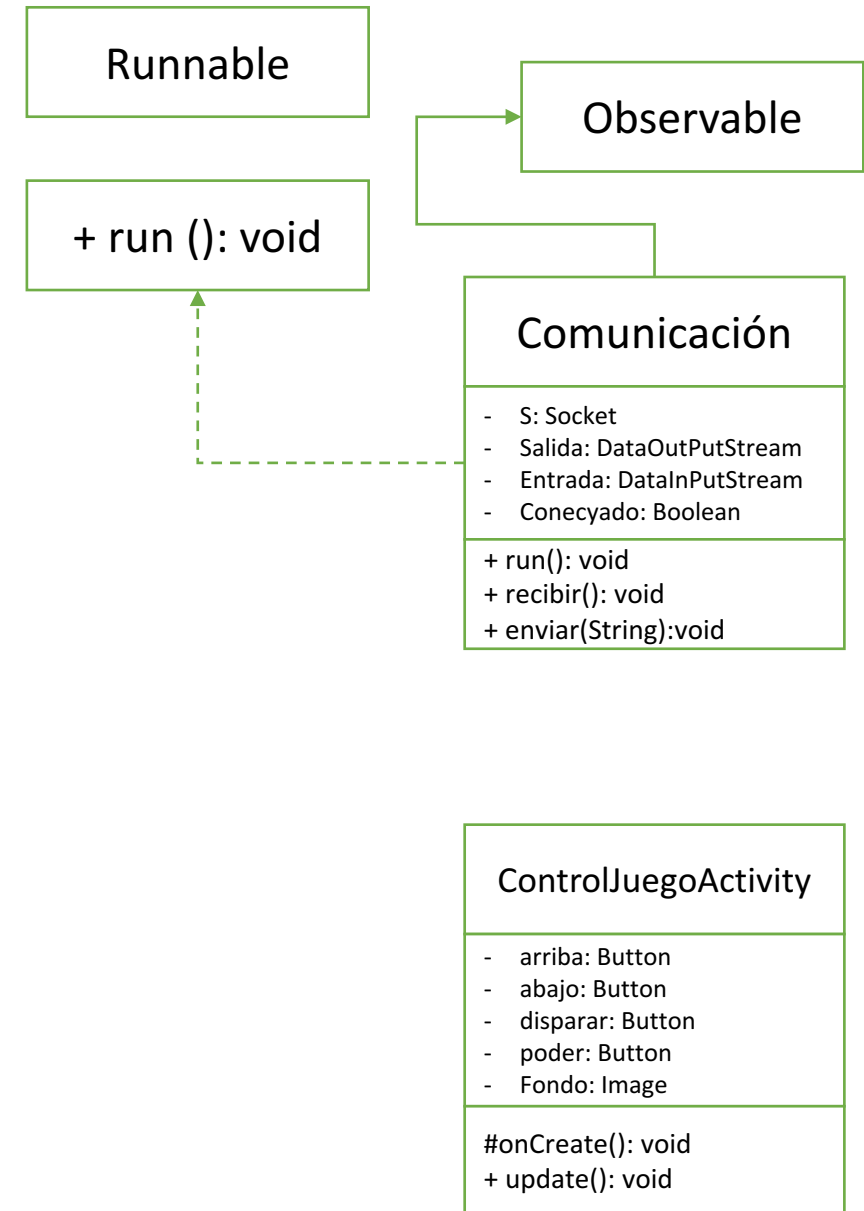 Runnable
+ run (): void
Observable
Comunicación
- S: Socket
- Salida: DataOutPutStream
- Entrada: DataInPutStream
- Conecyado: Boolean
+ run(): void
+ recibir(): void
+ enviar(String):void
ControlJuegoActivity
- arriba: Button
- abajo: Button
- disparar: Button
- poder: Button
- Fondo: Image
#onCreate(): void
+ update(): void